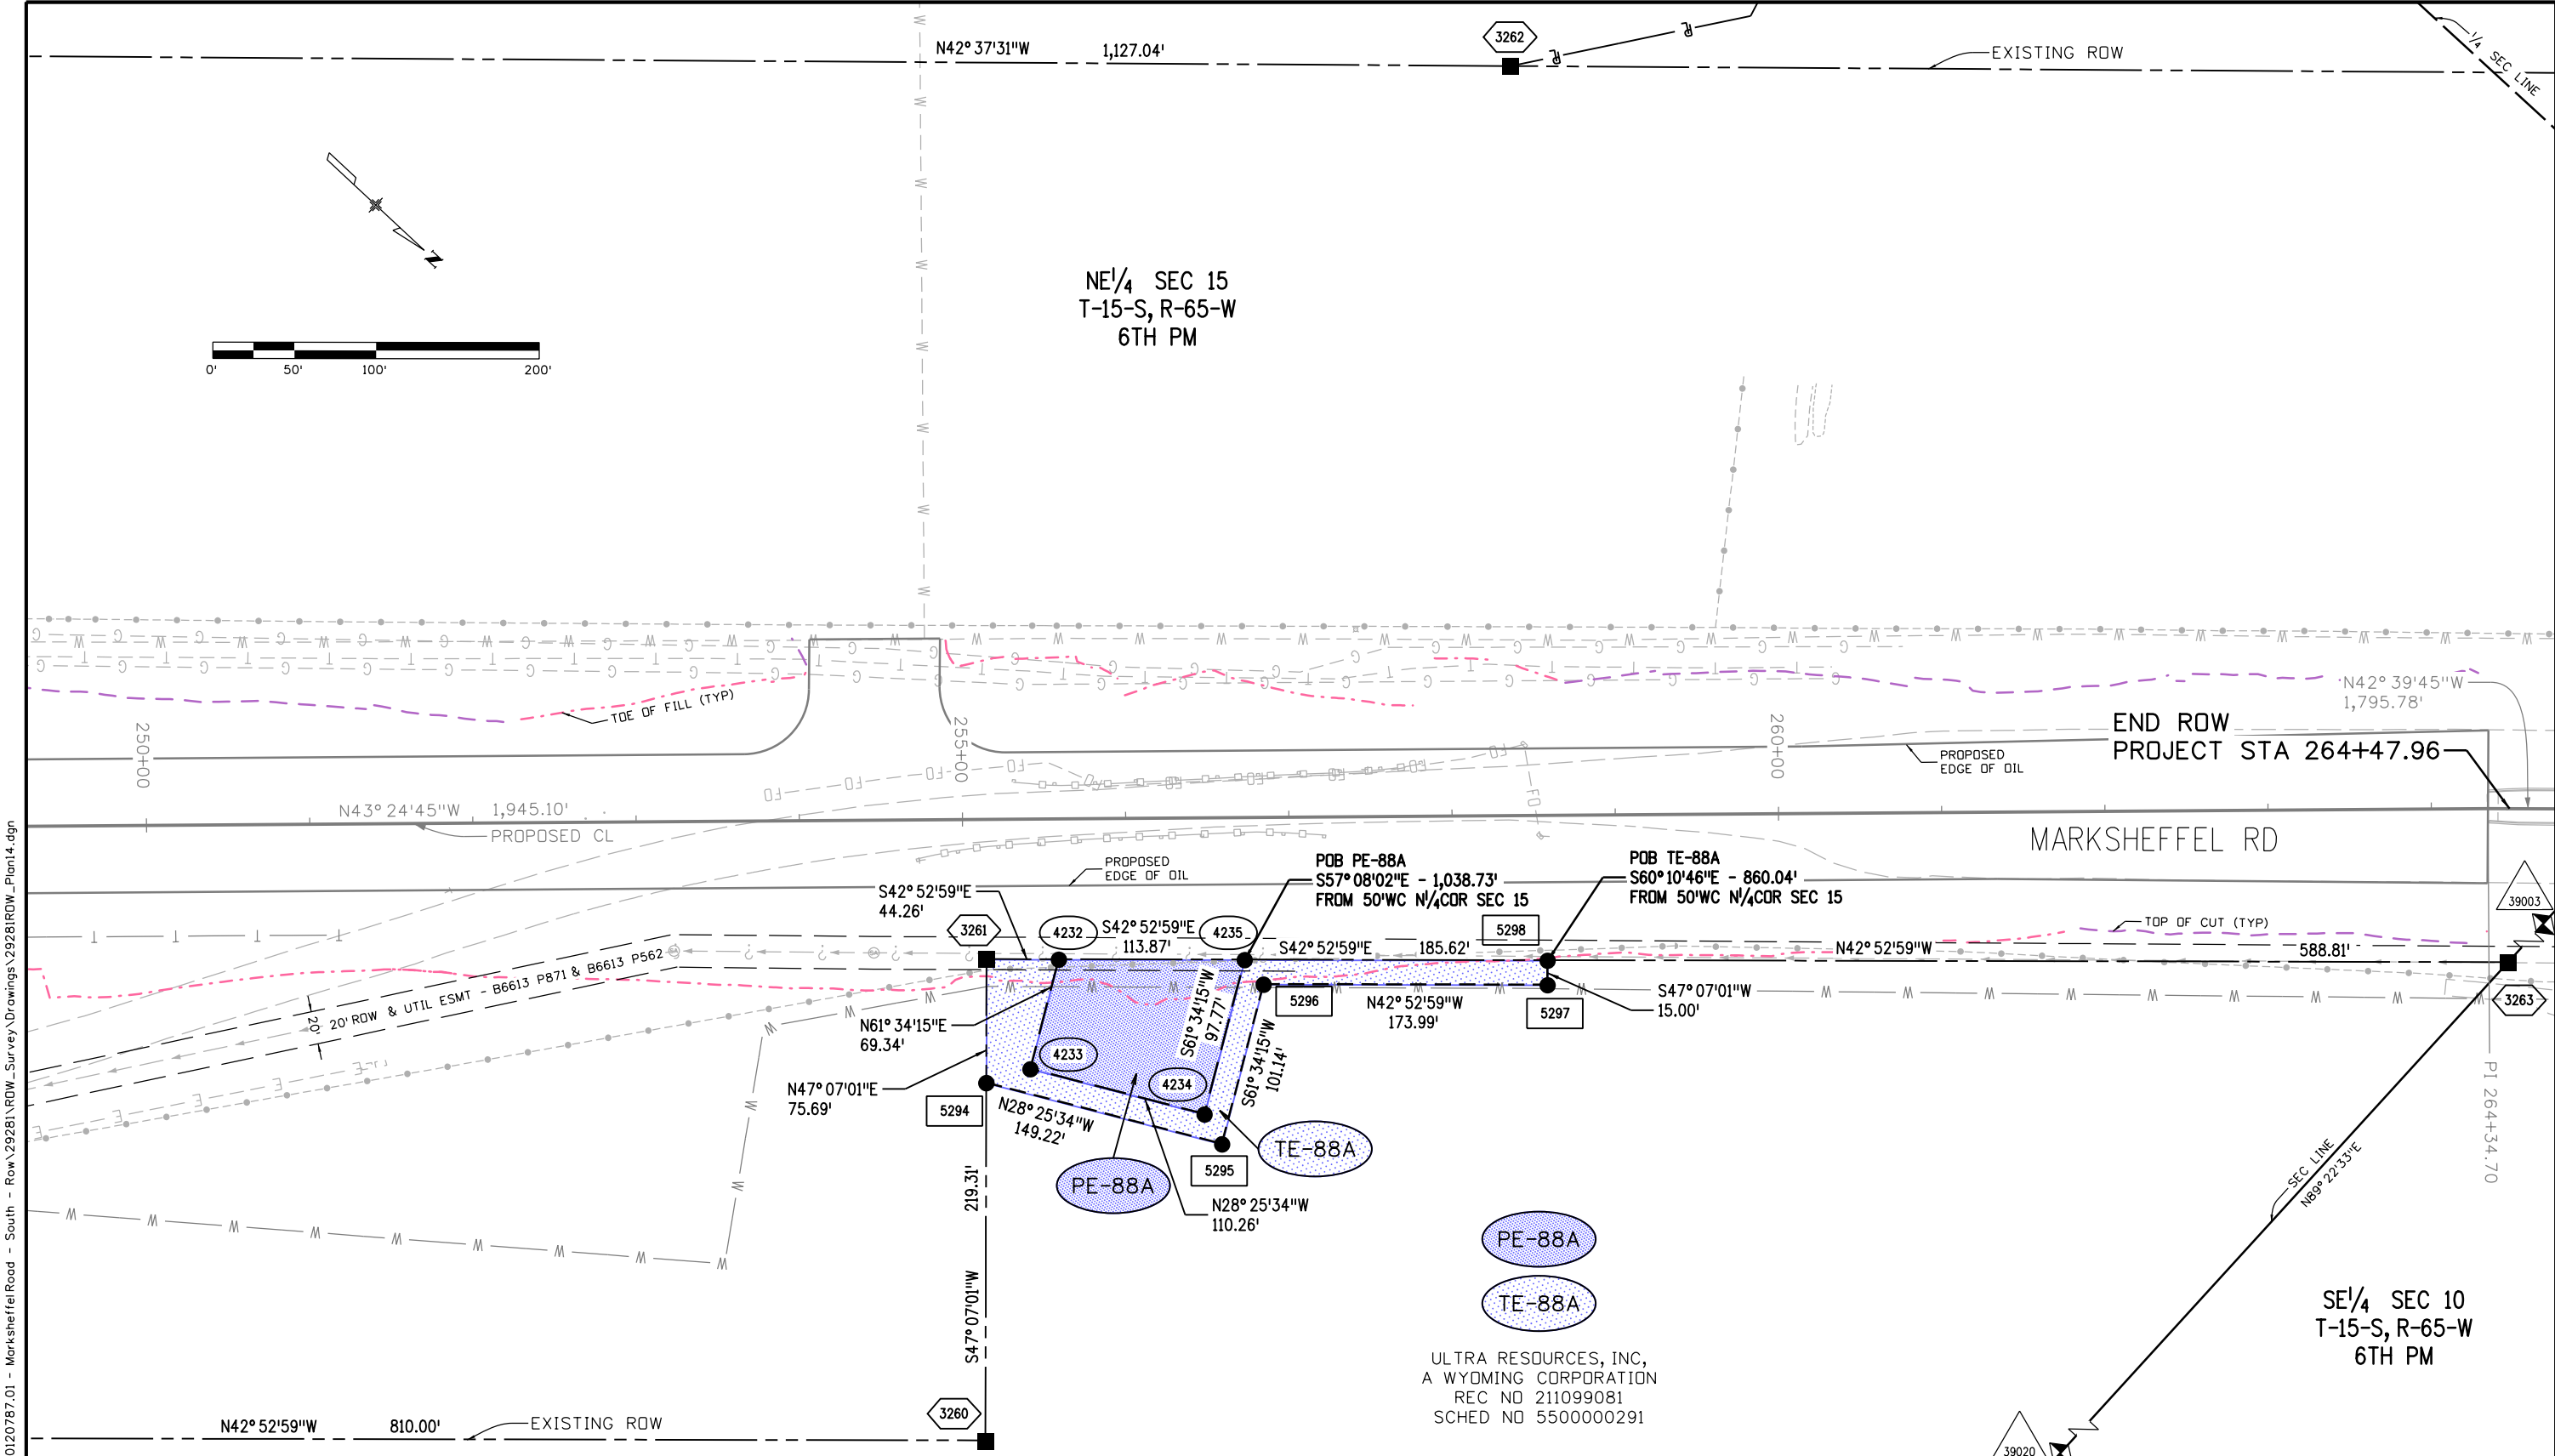 N42° 37'31"W 1,127.04'
3262
EXISTING ROW
1/4 SEC LINE
N
NE1/4 SEC 15
T-15-S, R-65-W
6TH PM
0' 50' 100' 200'
TOE OF FILL (TYP)
N42° 39'45"W
1,795.78'
END ROW
PROJECT STA 264+47.96
250+00
255+00
260+00
PROPOSED
EDGE OF OIL
N43° 24'45"W 1,945.10'
PROPOSED CL
MARKSHEFFEL RD
PROPOSED
EDGE OF OIL
POB PE-88A
S57° 08'02"E - 1,038.73'
FROM 50'WC N1/4COR SEC 15
POB TE-88A
S60° 10'46"E - 860.04'
FROM 50'WC N1/4COR SEC 15
39003
S42° 52'59"E
44.26'
3261
4232
S42° 52'59"E
113.87'
4235
S42° 52'59"E 185.62'
5298
N42° 52'59"W
588.81'
TOP OF CUT (TYP)
3263
20' ROW & UTIL ESMT - B6613 P871 & B6613 P562
20'
N61° 34'15"E
69.34'
N47° 07'01"E
75.69'
4233
4234
S61° 34'15"W
97.77'
S61° 34'15"W
101.14'
5296
N42° 52'59"W
173.99'
5297
S47° 07'01"W
15.00'
5294
N28° 25'34"W
149.22'
5295
TE-88A
PE-88A
N28° 25'34"W
110.26'
PI 264+34.70
SEC LINE
N89° 22'33"E
219.31'
S47° 07'01"W
PE-88A
TE-88A
ULTRA RESOURCES, INC,
A WYOMING CORPORATION
REC NO 211099081
SCHED NO 5500000291
SE1/4 SEC 10
T-15-S, R-65-W
6TH PM
3260
N42° 52'59"W 810.00'
EXISTING ROW
39020
0120787.01 - Marksheffel Road - South - Row\29281\ROW_Survey\Drawings\29281ROW_Plan14.dgn